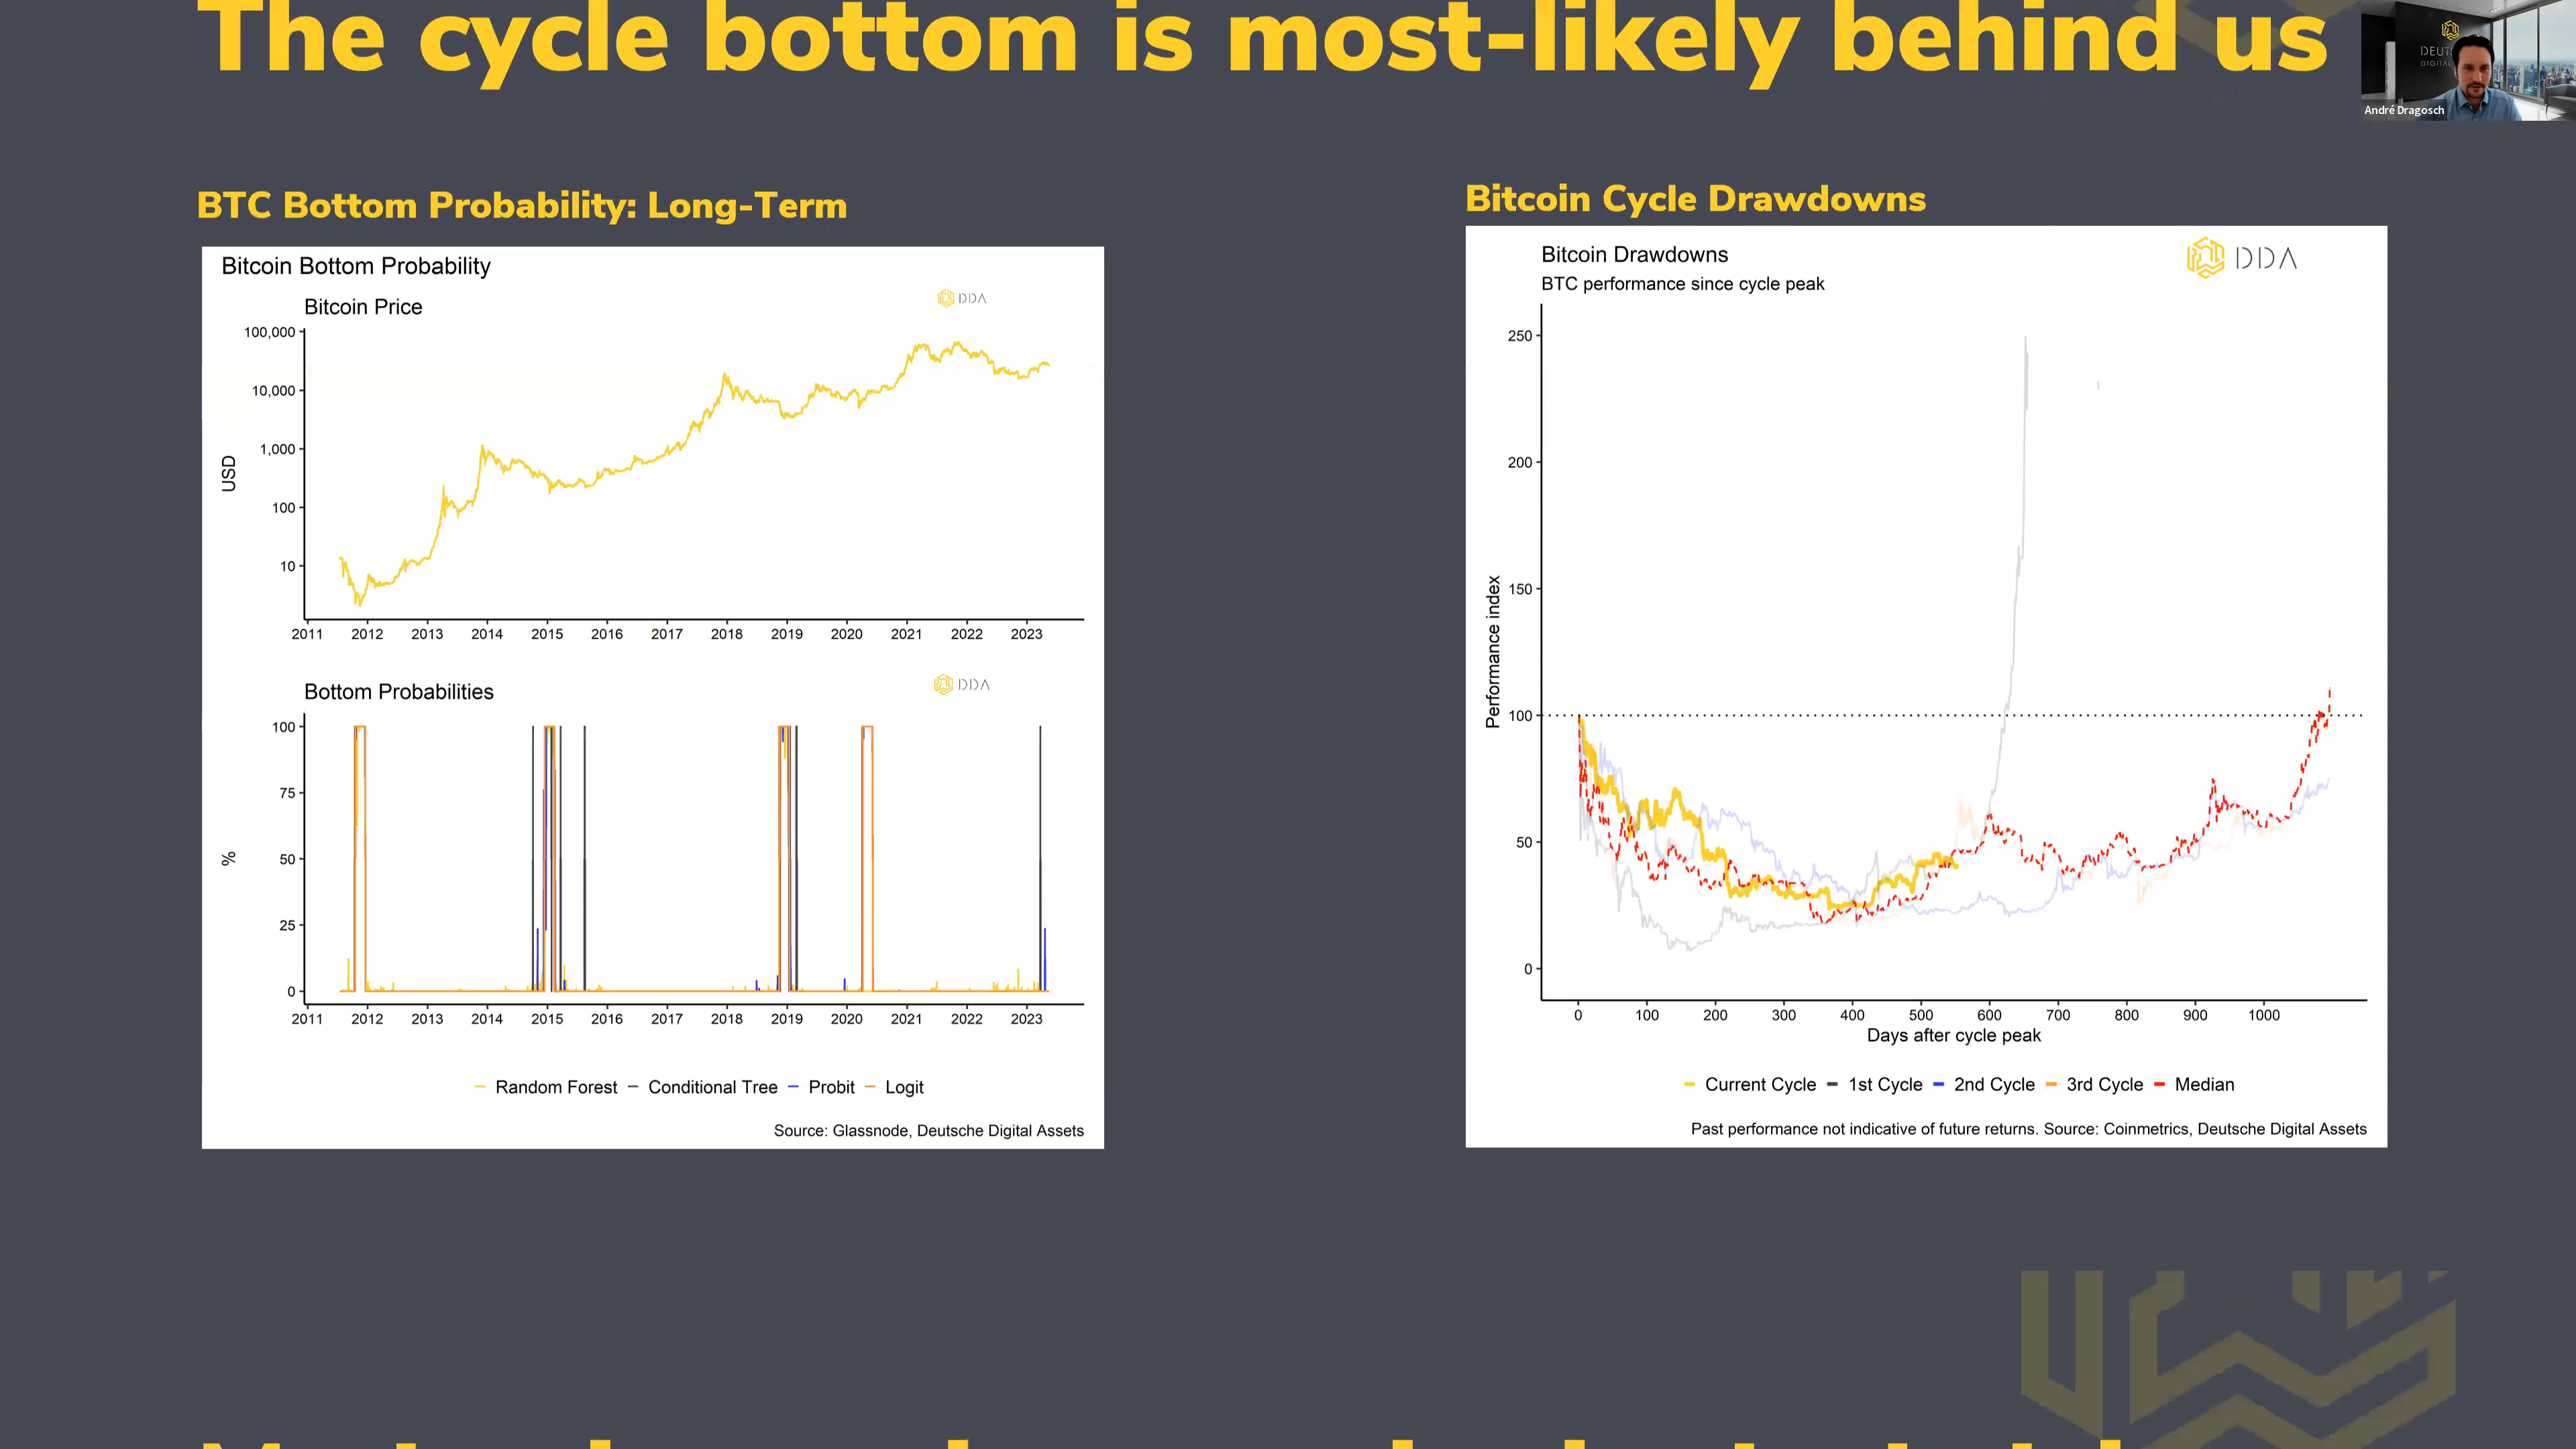 The cycle bottom is most-likely behind us
André Dragosch
BTC Bottom Probability: Long-Term
Bitcoin Bottom Probability
Bitcoin Price
DDA
100,000
10,000
1,000
100
10
USD
2011 2012 2013 2014 2015 2016 2017 2018 2019 2020 2021 2022 2023
Bottom Probabilities
DDA
100
75
50
25
0
%
2011 2012 2013 2014 2015 2016 2017 2018 2019 2020 2021 2022 2023
Random Forest Conditional Tree Probit Logit
Source: Glassnode, Deutsche Digital Assets
Bitcoin Cycle Drawdowns
Bitcoin Drawdowns
BTC performance since cycle peak
DDA
250
200
150
100
50
0
Performance index
0 100 200 300 400 500 600 700 800 900 1000
Days after cycle peak
Current Cycle 1st Cycle 2nd Cycle 3rd Cycle Median
Past performance not indicative of future returns. Source: Coinmetrics, Deutsche Digital Assets